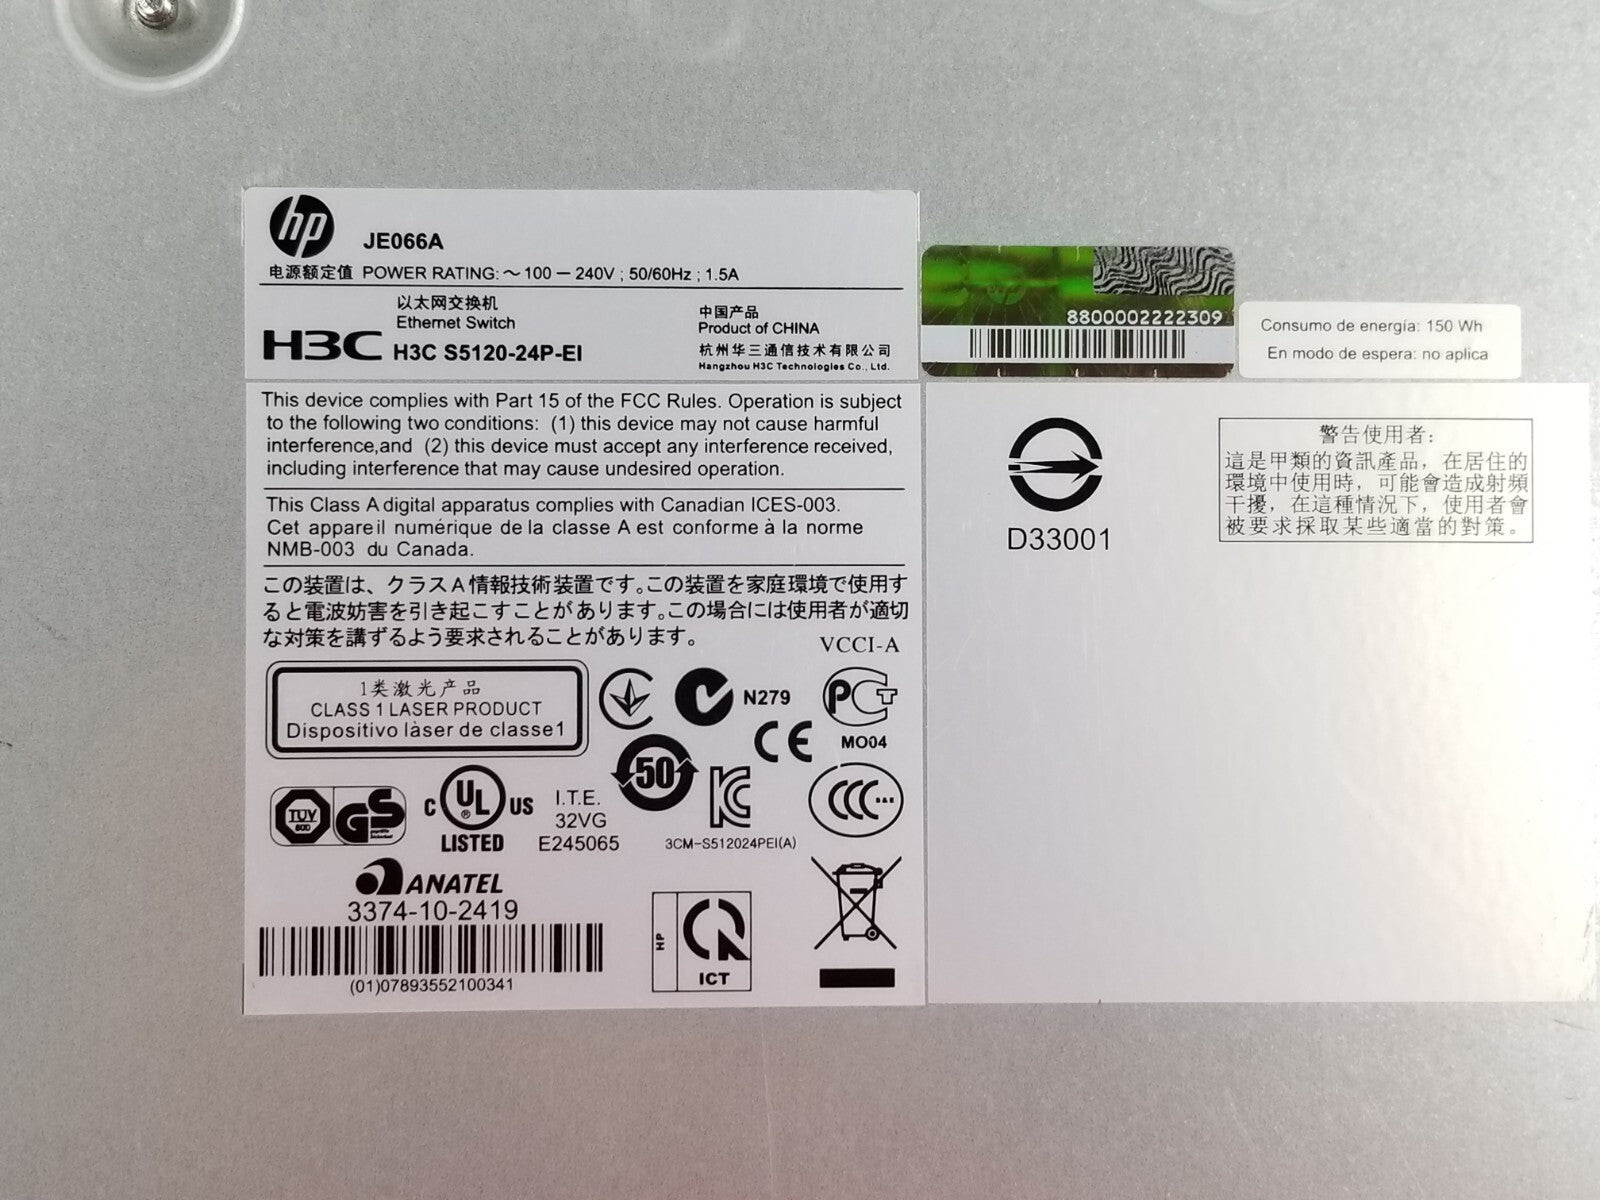 hp
JE066A
电源额定值 POWER RATING: ～100－240V ; 50/60Hz ; 1.5A
以太网交换机
Ethernet Switch
H3C
H3C S5120-24P-EI
中国产品
Product of CHINA
杭州华三通信技术有限公司
Hangzhou H3C Technologies Co., Ltd.
This device complies with Part 15 of the FCC Rules. Operation is subject
to the following two conditions: (1) this device may not cause harmful
interference,and (2) this device must accept any interference received,
including interference that may cause undesired operation.
This Class A digital apparatus complies with Canadian ICES-003.
Cet appareil numérique de la classe A est conforme à la norme
NMB-003 du Canada.
この装置は、クラスA情報技術装置です。この装置を家庭環境で使用す
ると電波妨害を引き起こすことがあります。この場合には使用者が適切
な対策を講ずるよう要求されることがあります。
VCCI-A
1类激光产品
CLASS 1 LASER PRODUCT
Dispositivo làser de classe1
N279
PCT
MO04
CE
50
KC
CCC
3CM-S512024PEI(A)
TUV
GS
C UL US
®
LISTED
I.T.E.
32VG
E245065
ANATEL
3374-10-2419
(01)07893552100341
HP
ICT
8800002222309
Consumo de energía: 150 Wh
En modo de espera: no aplica
D33001
警告使用者:
這是甲類的資訊產品，在居住的
環境中使用時，可能會造成射頻
干擾，在這種情況下，使用者會
被要求採取某些適當的對策。